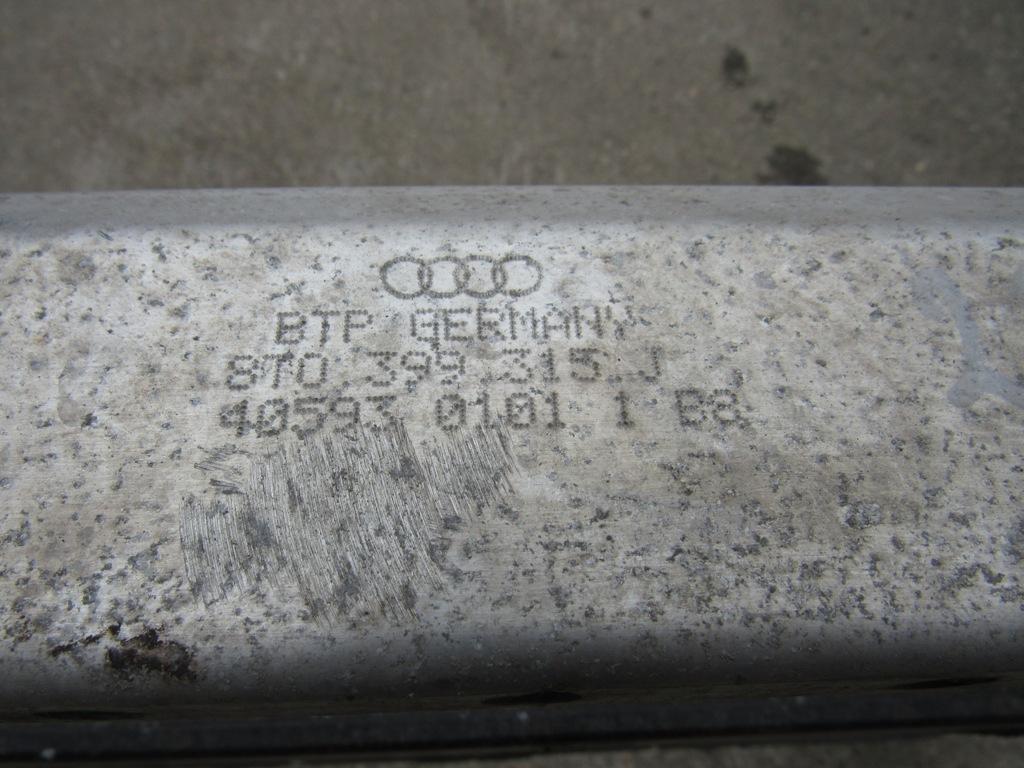 BTP GERMANY
8T0 399 315 J
40593 0101 1 B8